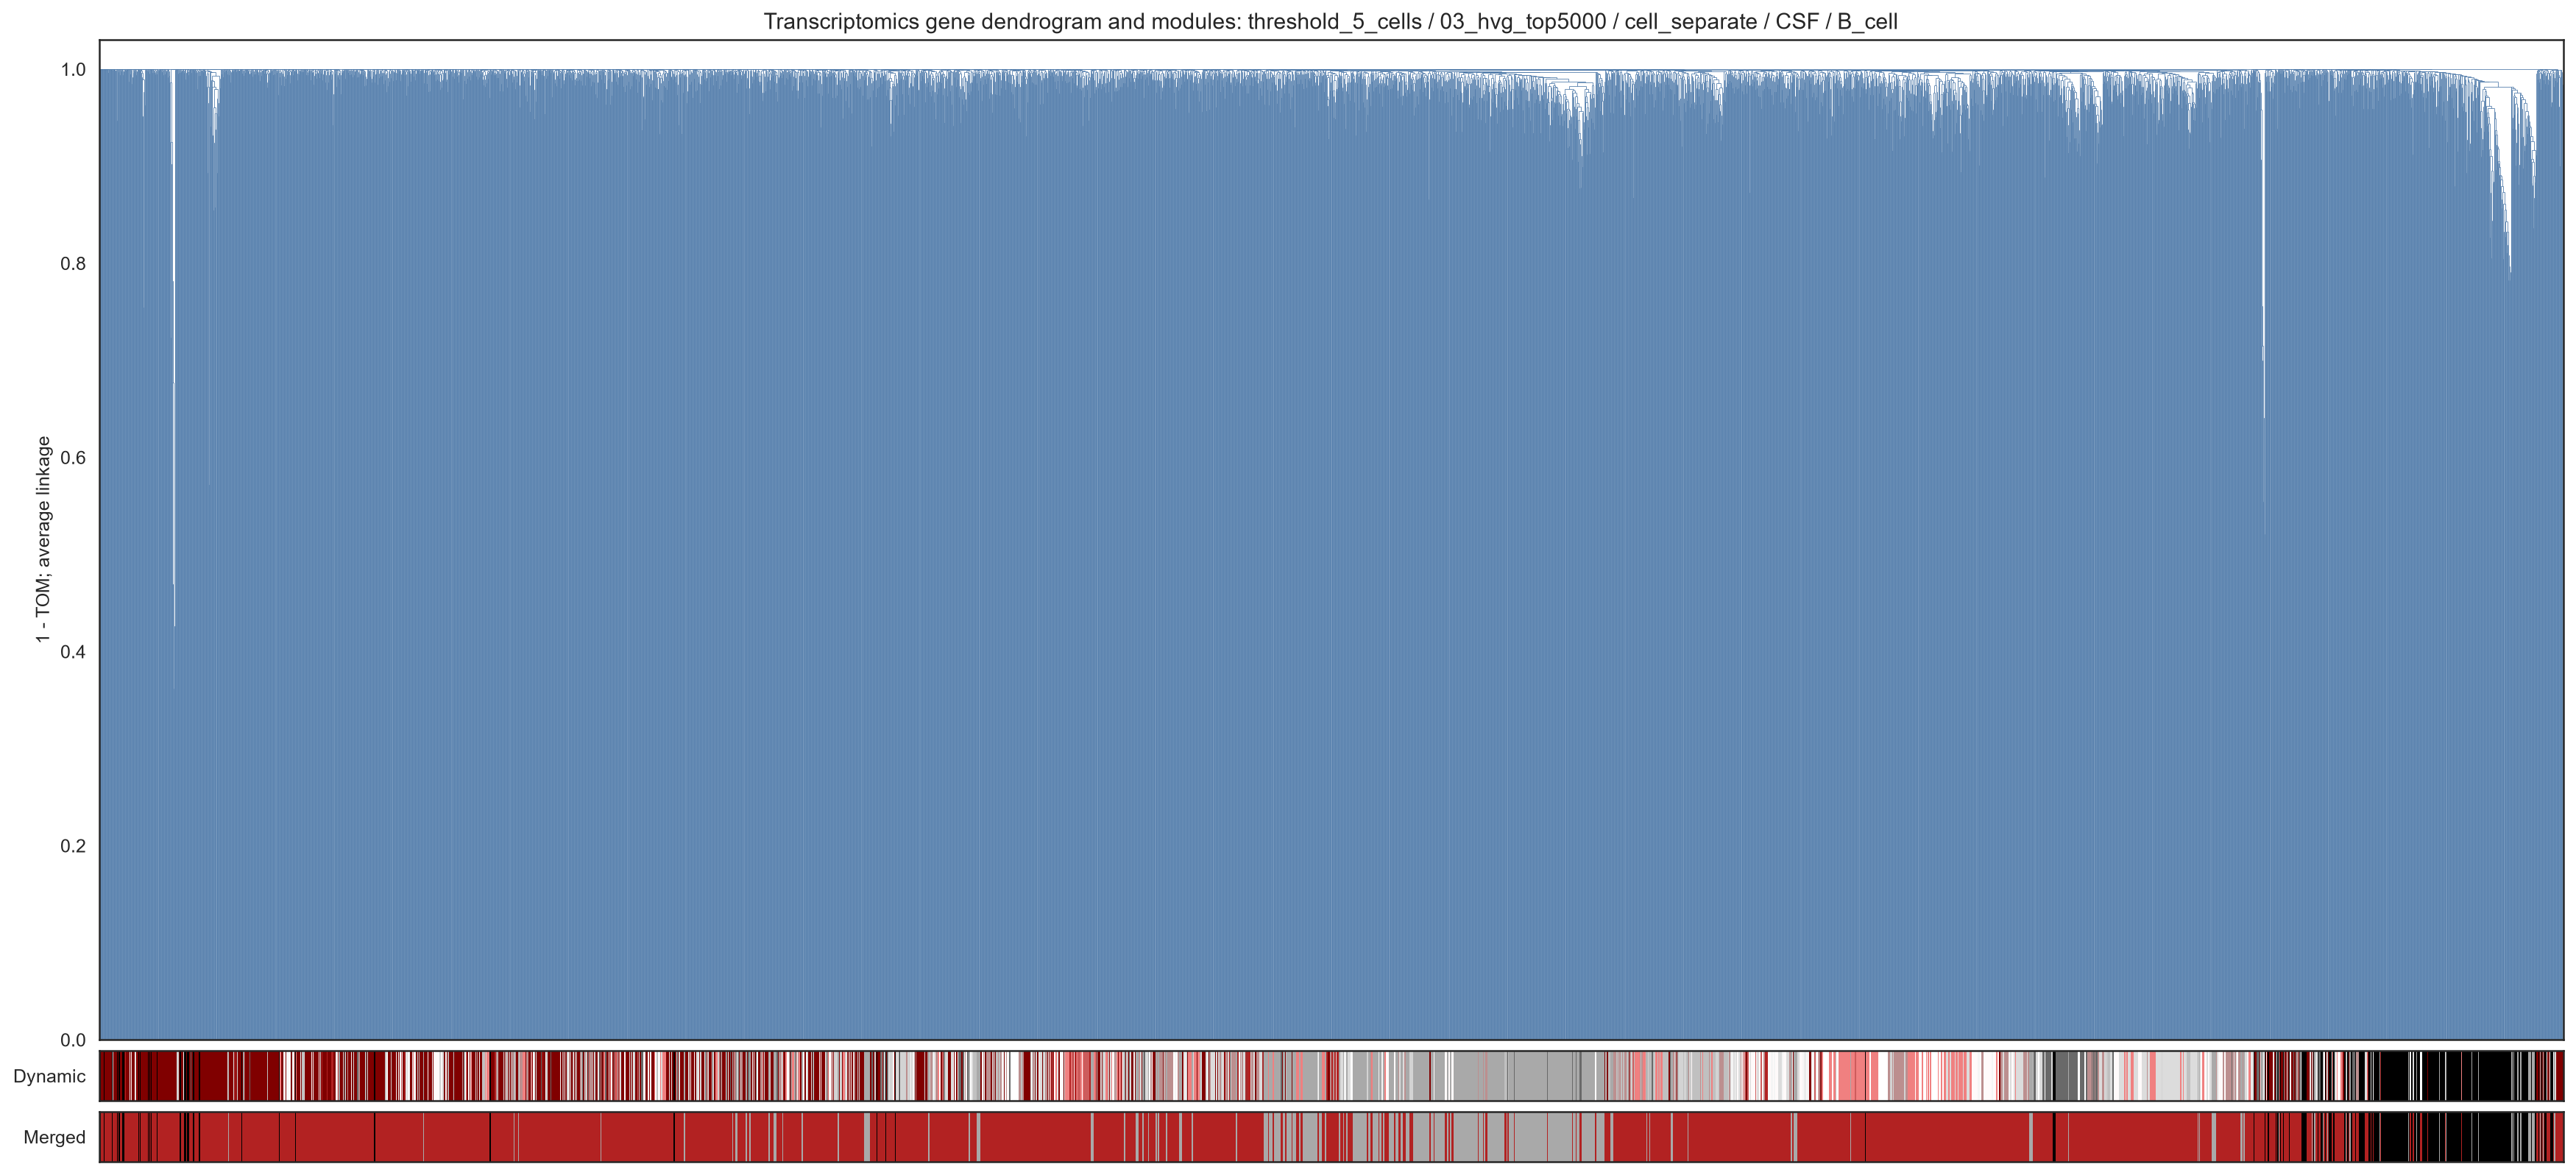 Transcriptomics gene dendrogram and modules: threshold_5_cells / 03_hvg_top5000 / cell_separate / CSF / B_cell
1.0
0.8
0.6
0.4
0.2
0.0
1 - TOM; average linkage
Dynamic
Merged